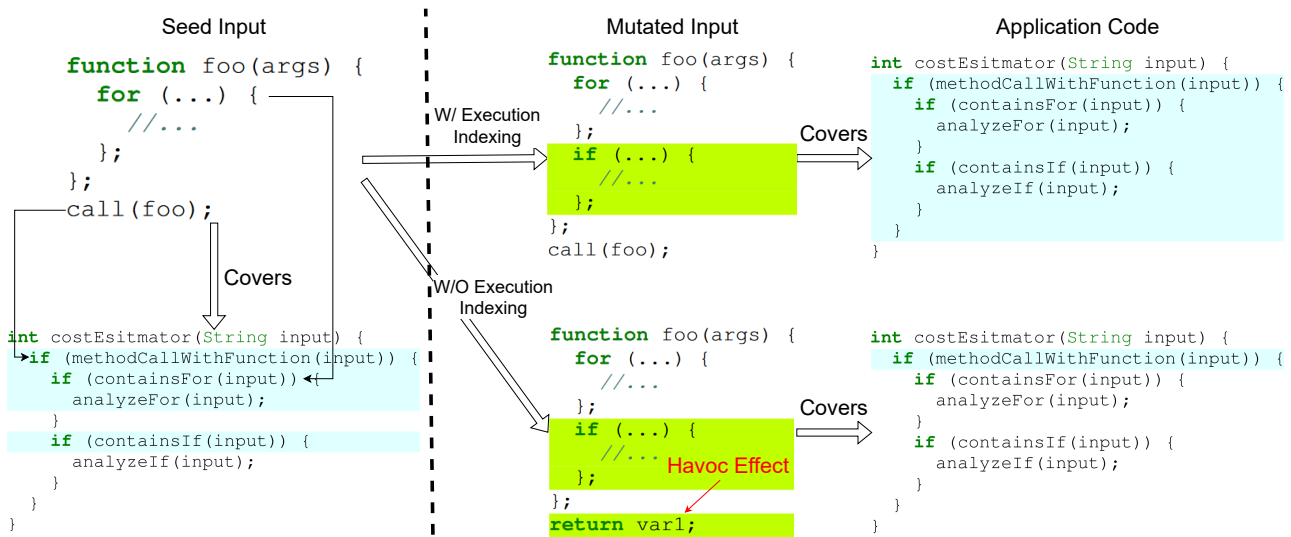 Seed Input
function foo(args) {
for (...) {
//...
};
};
call(foo);
Covers
int costEsitmator(String input) {
if (methodCallWithFunction(input)) {
if (containsFor(input)) {
analyzeFor(input);
}
if (containsIf(input)) {
analyzeIf(input);
}
}
}
W/ Execution
Indexing
W/O Execution
Indexing
Mutated Input
function foo(args) {
for (...) {
//...
};
if (...) {
//...
};
};
call(foo);
Covers
Application Code
int costEsitmator(String input) {
if (methodCallWithFunction(input)) {
if (containsFor(input)) {
analyzeFor(input);
}
if (containsIf(input)) {
analyzeIf(input);
}
}
}
function foo(args) {
for (...) {
//...
};
if (...) {
//...
};
};
return var1;
Havoc Effect
Covers
int costEsitmator(String input) {
if (methodCallWithFunction(input)) {
if (containsFor(input)) {
analyzeFor(input);
}
if (containsIf(input)) {
analyzeIf(input);
}
}
}